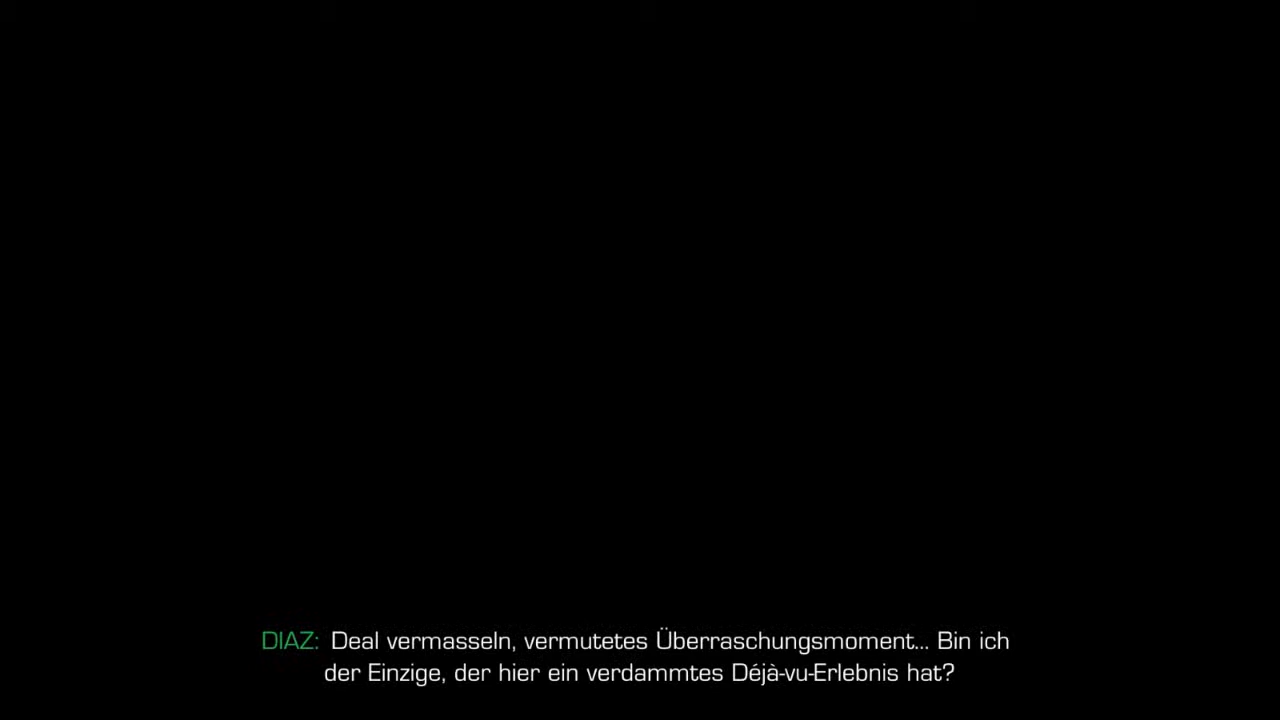 DIAZ: Deal vermasseln, vermutetes Überraschungsmoment... Bin ich
der Einzige, der hier ein verdammtes Déjà-vu-Erlebnis hat?